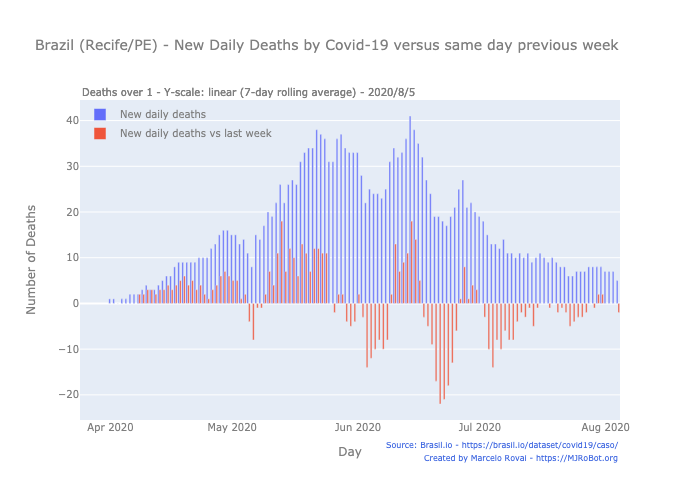 Brazil (Recife/PE) - New Daily Deaths by Covid-19 versus same day previous week
Deaths over 1 - Y-scale: linear (7-day rolling average) - 2020/8/5
New daily deaths
New daily deaths vs last week
Number of Deaths
40
30
20
10
0
−10
−20
Apr 2020 May 2020 Jun 2020 Jul 2020 Aug 2020
Day
Source: Brasil.io - https://brasil.io/dataset/covid19/caso/
Created by Marcelo Rovai - https://MJRoBot.org